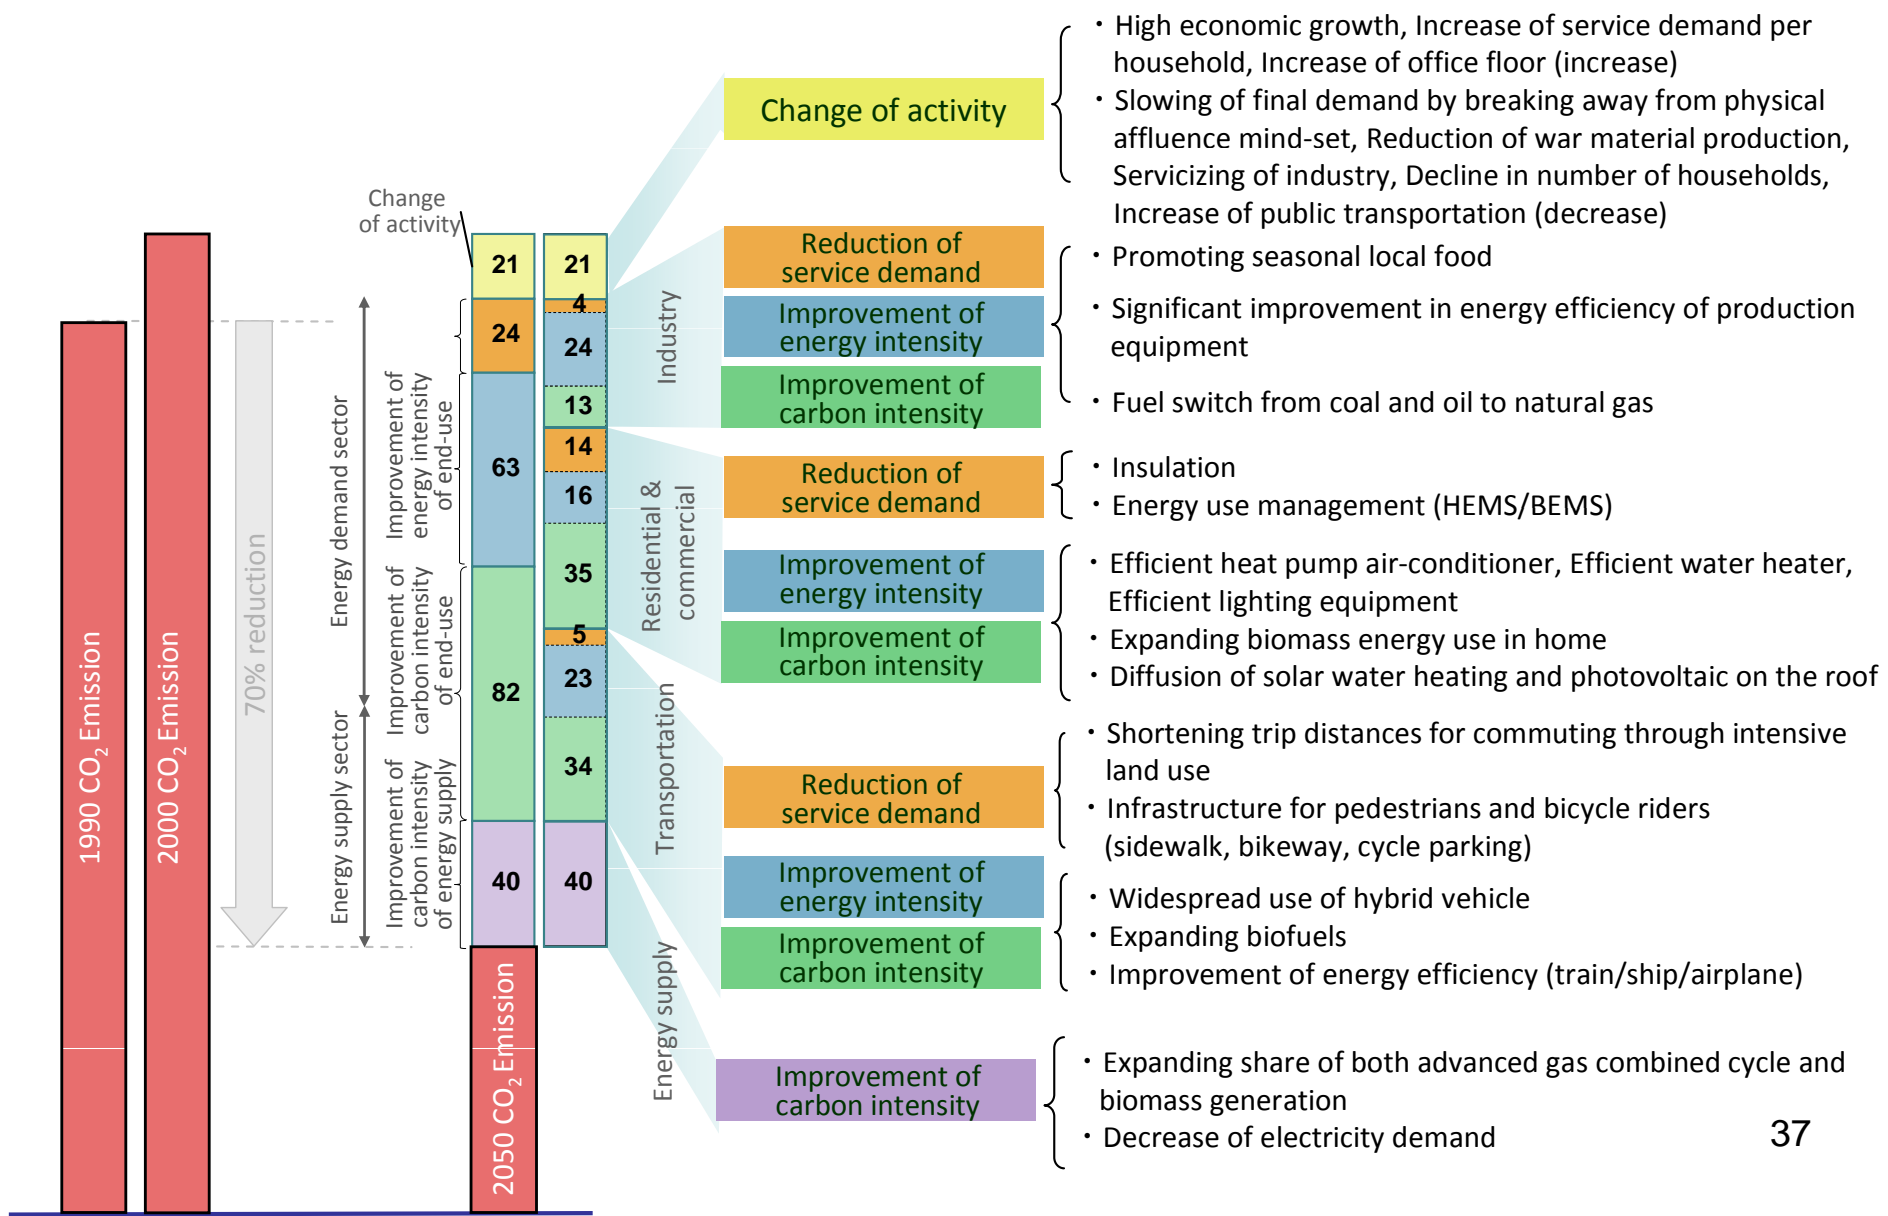 1990 CO₂ Emission
2000 CO₂ Emission
70% reduction
Energy demand sector
Energy supply sector
Change
of activity
Improvement of
energy intensity
of end-use
Improvement of
carbon intensity
of end-use
Improvement of
carbon intensity
of energy supply
21
24
63
82
40
2050 CO₂ Emission
21
4
24
13
14
16
35
5
23
34
40
Industry
Residential &
commercial
Transportation
Energy supply
Change of activity
・High economic growth, Increase of service demand per
household, Increase of office floor (increase)
・Slowing of final demand by breaking away from physical
affluence mind-set, Reduction of war material production,
Servicizing of industry, Decline in number of households,
Increase of public transportation (decrease)
Reduction of
service demand
Improvement of
energy intensity
Improvement of
carbon intensity
・Promoting seasonal local food
・Significant improvement in energy efficiency of production
equipment
・Fuel switch from coal and oil to natural gas
Reduction of
service demand
・Insulation
・Energy use management (HEMS/BEMS)
Improvement of
energy intensity
Improvement of
carbon intensity
・Efficient heat pump air-conditioner, Efficient water heater,
Efficient lighting equipment
・Expanding biomass energy use in home
・Diffusion of solar water heating and photovoltaic on the roof
Reduction of
service demand
・Shortening trip distances for commuting through intensive
land use
・Infrastructure for pedestrians and bicycle riders
(sidewalk, bikeway, cycle parking)
Improvement of
energy intensity
Improvement of
carbon intensity
・Widespread use of hybrid vehicle
・Expanding biofuels
・Improvement of energy efficiency (train/ship/airplane)
Improvement of
carbon intensity
・Expanding share of both advanced gas combined cycle and
biomass generation
・Decrease of electricity demand
37